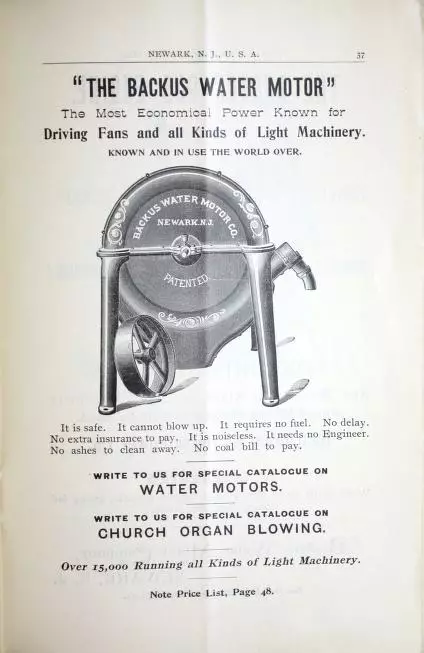 NEWARK, N. J., U. S. A. 37
"THE BACKUS WATER MOTOR"
The Most Economical Power Known for
Driving Fans and all Kinds of Light Machinery.
KNOWN AND IN USE THE WORLD OVER.
BACKUS WATER MOTOR CO.
NEWARK.N.J.
PATENTED.
It is safe. It cannot blow up. It requires no fuel. No delay.
No extra insurance to pay. It is noiseless. It needs no Engineer.
No ashes to clean away. No coal bill to pay.
WRITE TO US FOR SPECIAL CATALOGUE ON
WATER MOTORS.
WRITE TO US FOR SPECIAL CATALOGUE ON
CHURCH ORGAN BLOWING.
Over 15,000 Running all Kinds of Light Machinery.
Note Price List, Page 48.